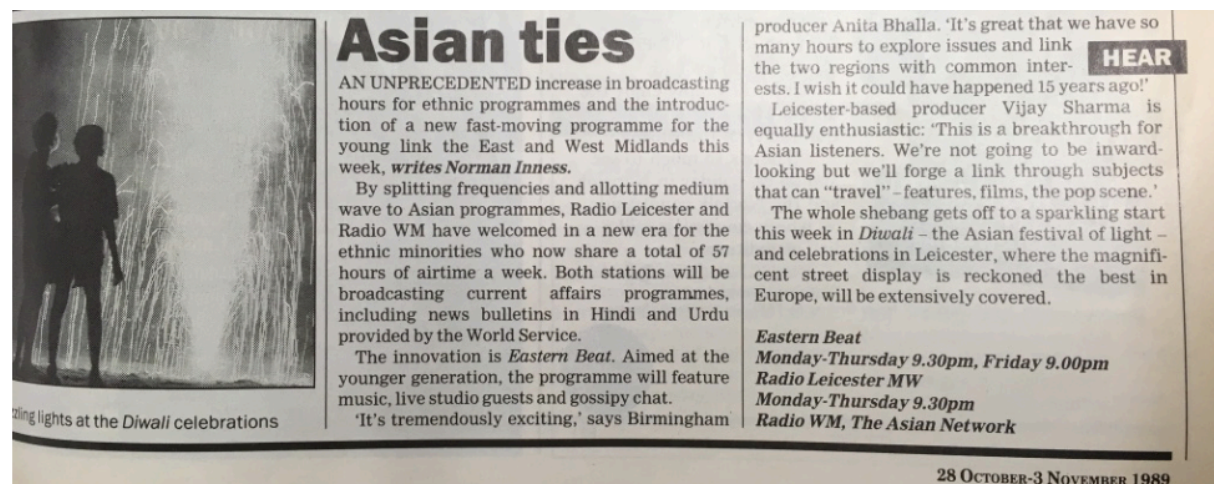 zling lights at the Diwali celebrations
Asian ties
AN UNPRECEDENTED increase in broadcasting
hours for ethnic programmes and the introduc-
tion of a new fast-moving programme for the
young link the East and West Midlands this
week, writes Norman Inness.
By splitting frequencies and allotting medium
wave to Asian programmes, Radio Leicester and
Radio WM have welcomed in a new era for the
ethnic minorities who now share a total of 57
hours of airtime a week. Both stations will be
broadcasting current affairs programmes,
including news bulletins in Hindi and Urdu
provided by the World Service.
The innovation is Eastern Beat. Aimed at the
younger generation, the programme will feature
music, live studio guests and gossipy chat.
‘It’s tremendously exciting,’ says Birmingham
producer Anita Bhalla. ‘It’s great that we have so
many hours to explore issues and link
the two regions with common inter-
ests. I wish it could have happened 15 years ago!’
HEAR
Leicester-based producer Vijay Sharma is
equally enthusiastic: ‘This is a breakthrough for
Asian listeners. We’re not going to be inward-
looking but we’ll forge a link through subjects
that can “travel” – features, films, the pop scene.’
The whole shebang gets off to a sparkling start
this week in Diwali – the Asian festival of light –
and celebrations in Leicester, where the magnifi-
cent street display is reckoned the best in
Europe, will be extensively covered.
Eastern Beat
Monday-Thursday 9.30pm, Friday 9.00pm
Radio Leicester MW
Monday-Thursday 9.30pm
Radio WM, The Asian Network
28 OCTOBER-3 NOVEMBER 1989